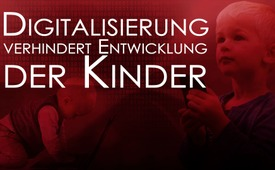 Digitalisierung
verhindert Entwicklung
der Kinder